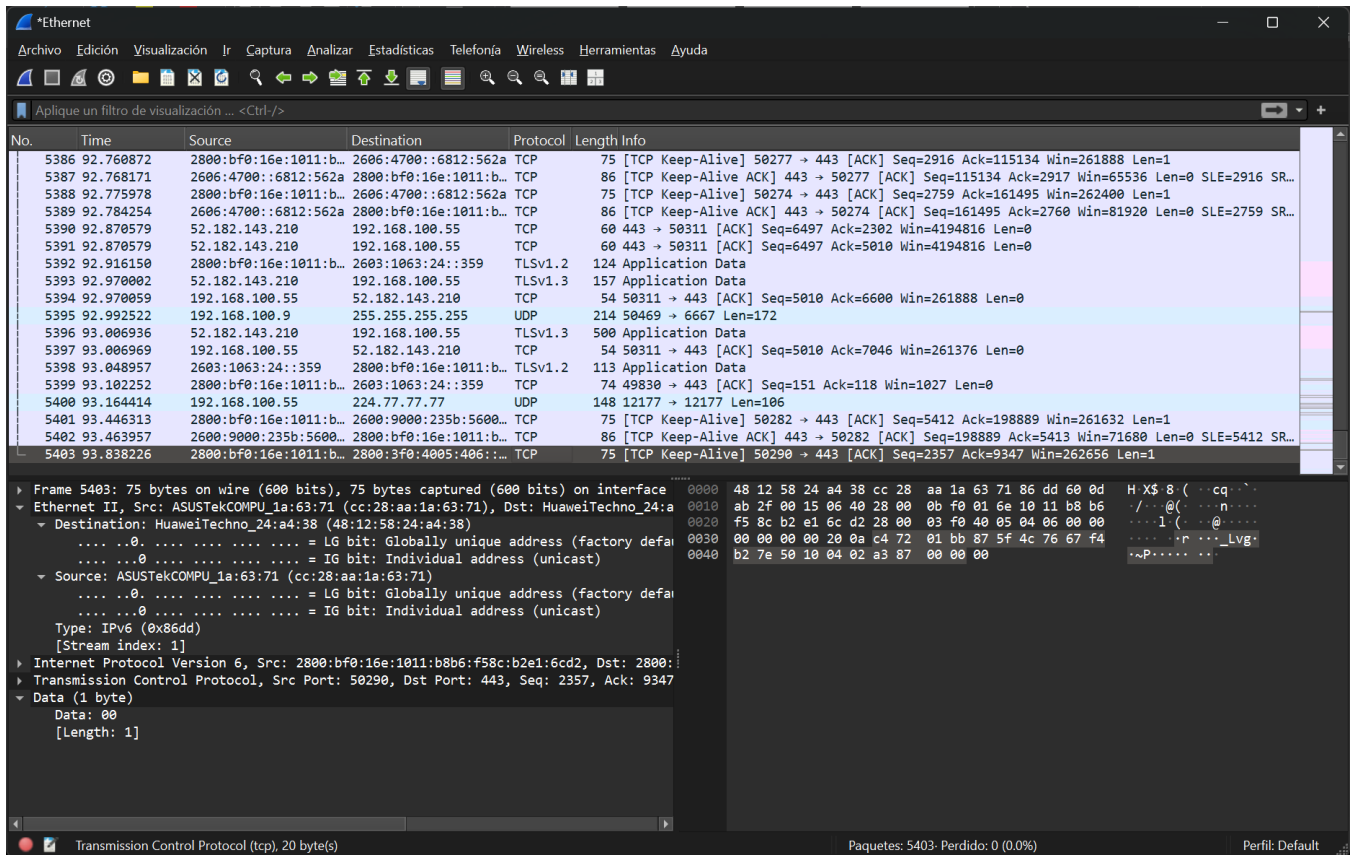 *Ethernet
Archivo Edición Visualización Ir Captura Analizar Estadísticas Telefonía Wireless Herramientas Ayuda
Aplique un filtro de visualización ... <Ctrl-/>
No. Time Source Destination Protocol Length Info
5386 92.760872 2800:bf0:16e:1011:b… 2606:4700::6812:562a TCP 75 [TCP Keep-Alive] 50277 → 443 [ACK] Seq=2916 Ack=115134 Win=261888 Len=1
5387 92.768171 2606:4700::6812:562a 2800:bf0:16e:1011:b… TCP 86 [TCP Keep-Alive ACK] 443 → 50277 [ACK] Seq=115134 Ack=2917 Win=65536 Len=0 SLE=2916 SR…
5388 92.775978 2800:bf0:16e:1011:b… 2606:4700::6812:562a TCP 75 [TCP Keep-Alive] 50274 → 443 [ACK] Seq=2759 Ack=161495 Win=262400 Len=1
5389 92.784254 2606:4700::6812:562a 2800:bf0:16e:1011:b… TCP 86 [TCP Keep-Alive ACK] 443 → 50274 [ACK] Seq=161495 Ack=2760 Win=81920 Len=0 SLE=2759 SR…
5390 92.870579 52.182.143.210 192.168.100.55 TCP 60 443 → 50311 [ACK] Seq=6497 Ack=2302 Win=4194816 Len=0
5391 92.870579 52.182.143.210 192.168.100.55 TCP 60 443 → 50311 [ACK] Seq=6497 Ack=5010 Win=4194816 Len=0
5392 92.916150 2800:bf0:16e:1011:b… 2603:1063:24::359 TLSv1.2 124 Application Data
5393 92.970002 52.182.143.210 192.168.100.55 TLSv1.3 157 Application Data
5394 92.970059 192.168.100.55 52.182.143.210 TCP 54 50311 → 443 [ACK] Seq=5010 Ack=6600 Win=261888 Len=0
5395 92.992522 192.168.100.9 255.255.255.255 UDP 214 50469 → 6667 Len=172
5396 93.006936 52.182.143.210 192.168.100.55 TLSv1.3 500 Application Data
5397 93.006969 192.168.100.55 52.182.143.210 TCP 54 50311 → 443 [ACK] Seq=5010 Ack=7046 Win=261376 Len=0
5398 93.048957 2603:1063:24::359 2800:bf0:16e:1011:b… TLSv1.2 113 Application Data
5399 93.102252 2800:bf0:16e:1011:b… 2603:1063:24::359 TCP 74 49830 → 443 [ACK] Seq=151 Ack=118 Win=1027 Len=0
5400 93.164414 192.168.100.55 224.77.77.77 UDP 148 12177 → 12177 Len=106
5401 93.446313 2800:bf0:16e:1011:b… 2600:9000:235b:5600… TCP 75 [TCP Keep-Alive] 50282 → 443 [ACK] Seq=5412 Ack=198889 Win=261632 Len=1
5402 93.463957 2600:9000:235b:5600… 2800:bf0:16e:1011:b… TCP 86 [TCP Keep-Alive ACK] 443 → 50282 [ACK] Seq=198889 Ack=5413 Win=71680 Len=0 SLE=5412 SR…
5403 93.838226 2800:bf0:16e:1011:b… 2800:3f0:4005:406::… TCP 75 [TCP Keep-Alive] 50290 → 443 [ACK] Seq=2357 Ack=9347 Win=262656 Len=1
Frame 5403: 75 bytes on wire (600 bits), 75 bytes captured (600 bits) on interface
Ethernet II, Src: ASUSTekCOMPU_1a:63:71 (cc:28:aa:1a:63:71), Dst: HuaweiTechno_24:a
Destination: HuaweiTechno_24:a4:38 (48:12:58:24:a4:38)
.... ..0. .... .... .... .... = LG bit: Globally unique address (factory defau
.... ...0 .... .... .... .... = IG bit: Individual address (unicast)
Source: ASUSTekCOMPU_1a:63:71 (cc:28:aa:1a:63:71)
.... ..0. .... .... .... .... = LG bit: Globally unique address (factory defau
.... ...0 .... .... .... .... = IG bit: Individual address (unicast)
Type: IPv6 (0x86dd)
[Stream index: 1]
Internet Protocol Version 6, Src: 2800:bf0:16e:1011:b8b6:f58c:b2e1:6cd2, Dst: 2800:
Transmission Control Protocol, Src Port: 50290, Dst Port: 443, Seq: 2357, Ack: 9347
Data (1 byte)
Data: 00
[Length: 1]
0000 48 12 58 24 a4 38 cc 28 aa 1a 63 71 86 dd 60 0d H·X$·8·( ··cq··`·
0010 ab 2f 00 15 06 40 28 00 0b f0 01 6e 10 11 b8 b6 ·/···@(· ···n····
0020 f5 8c b2 e1 6c d2 28 00 03 f0 40 05 04 06 00 00 ····l·(· ··@·····
0030 00 00 00 00 20 0a c4 72 01 bb 87 5f 4c 76 67 f4 ···· ··r ···_Lvg·
0040 b2 7e 50 10 04 02 a3 87 00 00 00 ·~P····· ···
Transmission Control Protocol (tcp), 20 byte(s)
Paquetes: 5403· Perdido: 0 (0.0%)
Perfil: Default